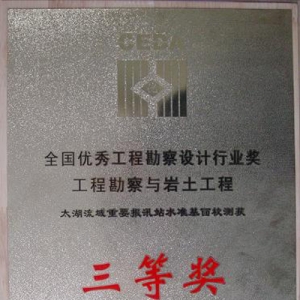 CEDA
全国优秀工程勘察设计行业奖
工程勘察与岩土工程
太湖流域重要报讯站水准基面校测获
三等奖